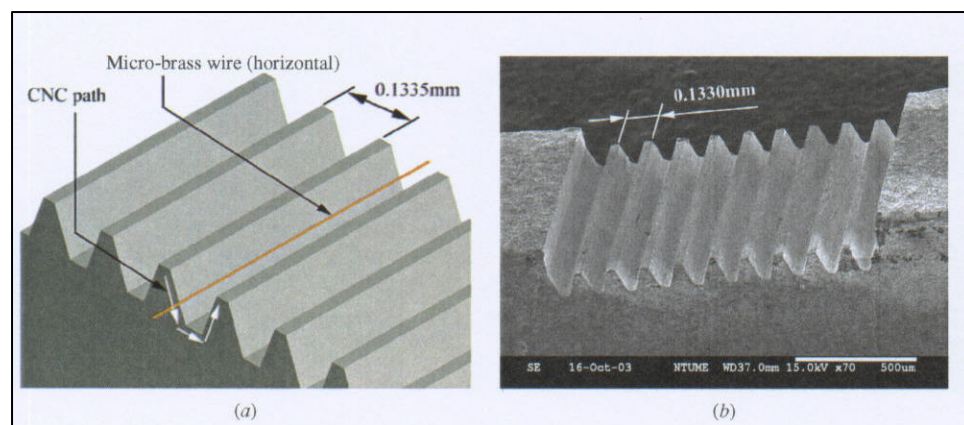 Micro-brass wire (horizontal)
CNC path
0.1335mm
0.1330mm
SE 16-Oct-03 NTUME WD37.0mm 15.0kV x70 500um
(a)
(b)